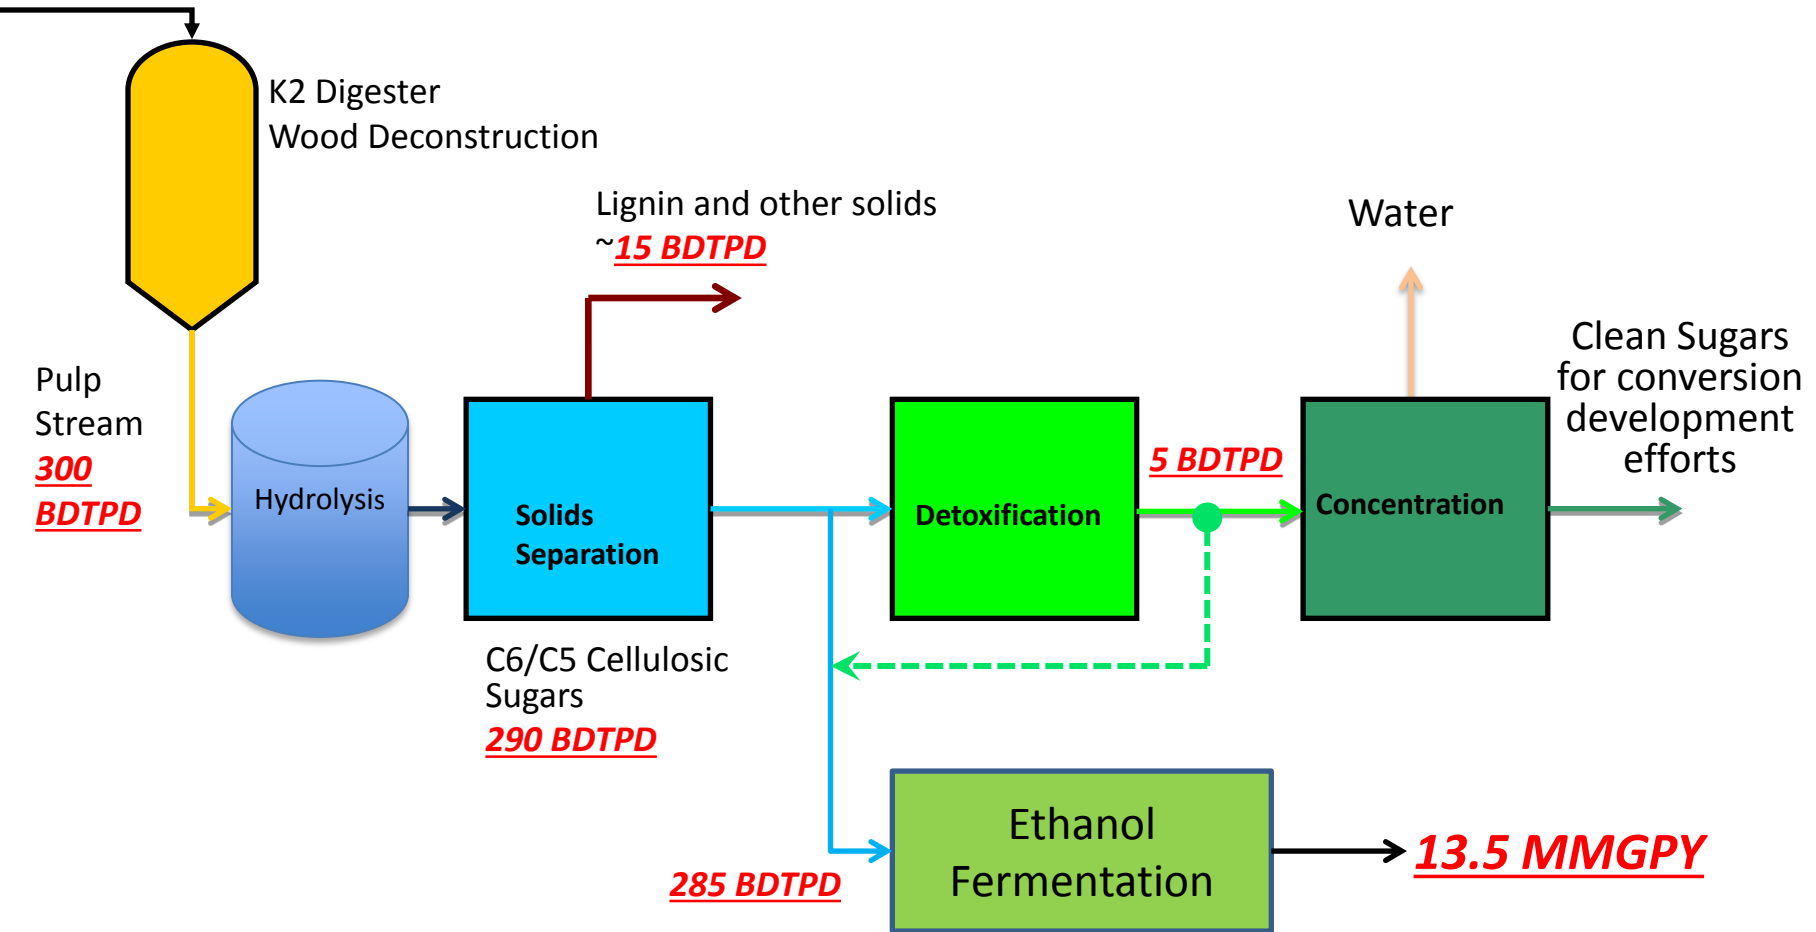 K2 Digester
Wood Deconstruction
Lignin and other solids
~15 BDTPD
Water
Pulp
Stream
300
BDTPD
Hydrolysis
Solids
Separation
C6/C5 Cellulosic
Sugars
290 BDTPD
Detoxification
5 BDTPD
Concentration
Clean Sugars
for conversion
development
efforts
285 BDTPD
Ethanol
Fermentation
13.5 MMGPY